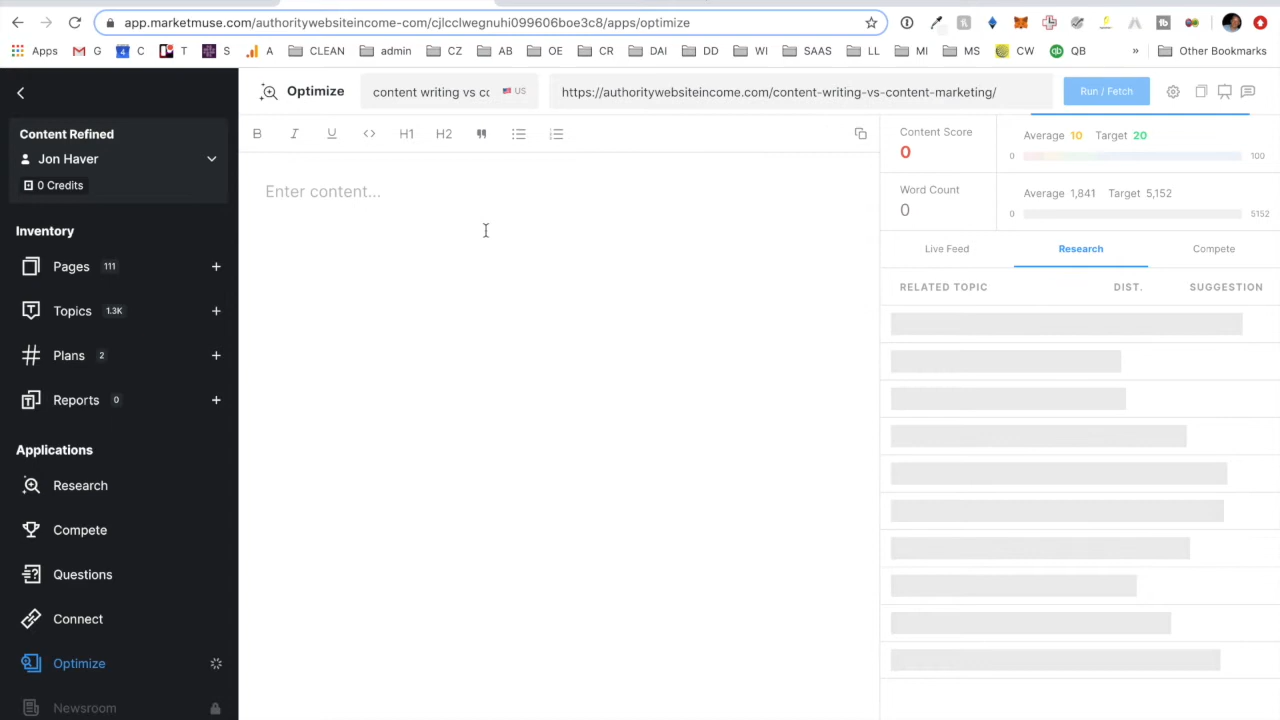 app.marketmuse.com/authoritywebsiteincome-com/cjlcclwegnuhi099606boe3c8/apps/optimize
Apps G 4 C T S A CLEAN admin CZ AB OE CR DAI DB WI SAAS LL MI MS CW QB » Other Bookmarks
Optimize
content writing vs cc
US
https://authoritywebsiteincome.com/content-writing-vs-content-marketing/
Run / Fetch
Content Refined
Jon Haver
0 Credits
Inventory
Pages 111 +
Topics 1.3K +
Plans 2 +
Reports 0 +
Applications
Research
Compete
Questions
Connect
Optimize
Newsroom
B I U <> H1 H2
Enter content...
Content Score
0
Average 10 Target 20
0 100
Word Count
0
Average 1,841 Target 5,152
0 5152
Live Feed Research Compete
RELATED TOPIC DIST. SUGGESTION